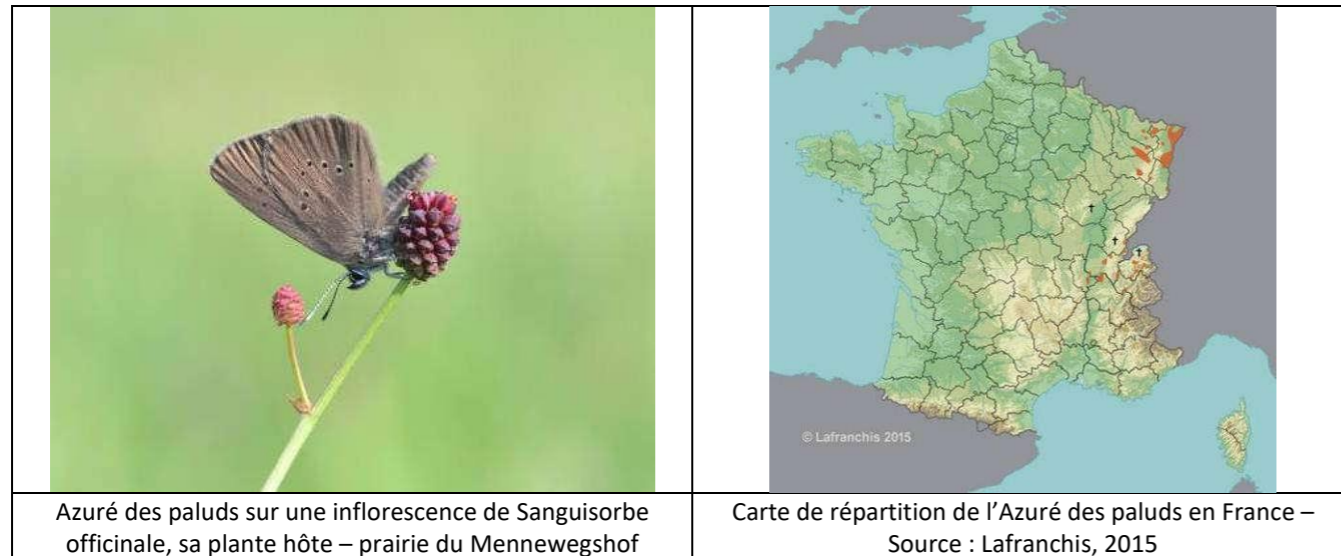 © Lafranchis 2015
Azuré des paluds sur une inflorescence de Sanguisorbe
officinale, sa plante hôte – prairie du Mennewegshof
Carte de répartition de l’Azuré des paluds en France –
Source : Lafranchis, 2015